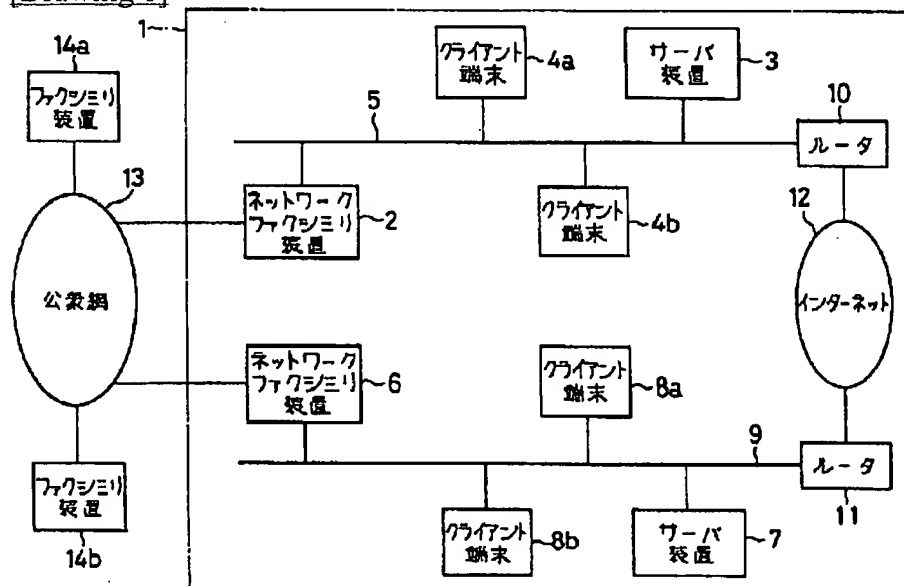 [Drawing 1]
1
14a
ファクシミリ
装置
クライアント
端末
4a
サーバ
装置
3
5
10
ルータ
13
ネットワーク
ファクシミリ
装置
2
クライアント
端末
4b
12
公衆網
インターネット
ネットワーク
ファクシミリ
装置
6
クライアント
端末
8a
9
ルータ
11
ファクシミリ
装置
14b
クライアント
端末
8b
サーバ
装置
7